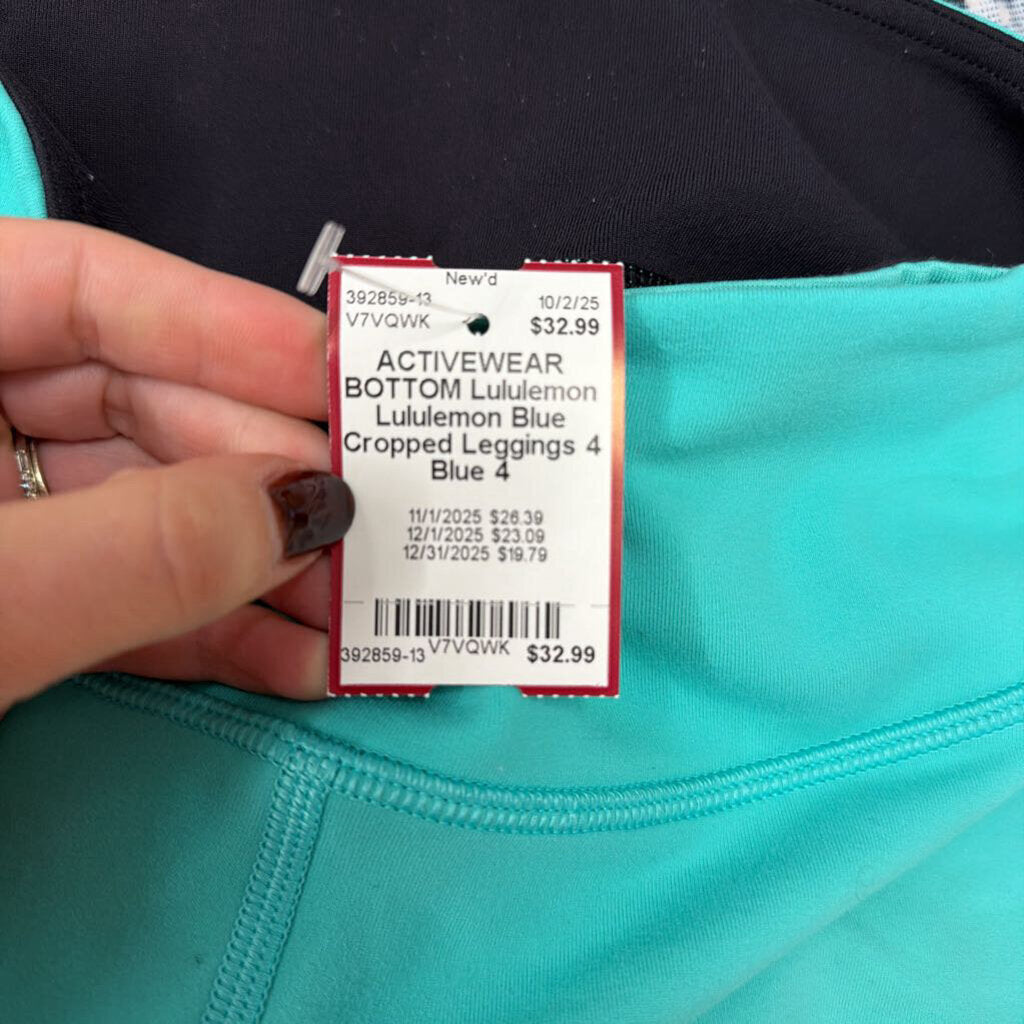 New'd
392859-13 10/2/25
V7VQWK $32.99
ACTIVEWEAR
BOTTOM Lululemon
Lululemon Blue
Cropped Leggings 4
Blue 4
11/1/2025 $26.39
12/1/2025 $23.09
12/31/2025 $19.79
392859-13 V7VQWK $32.99